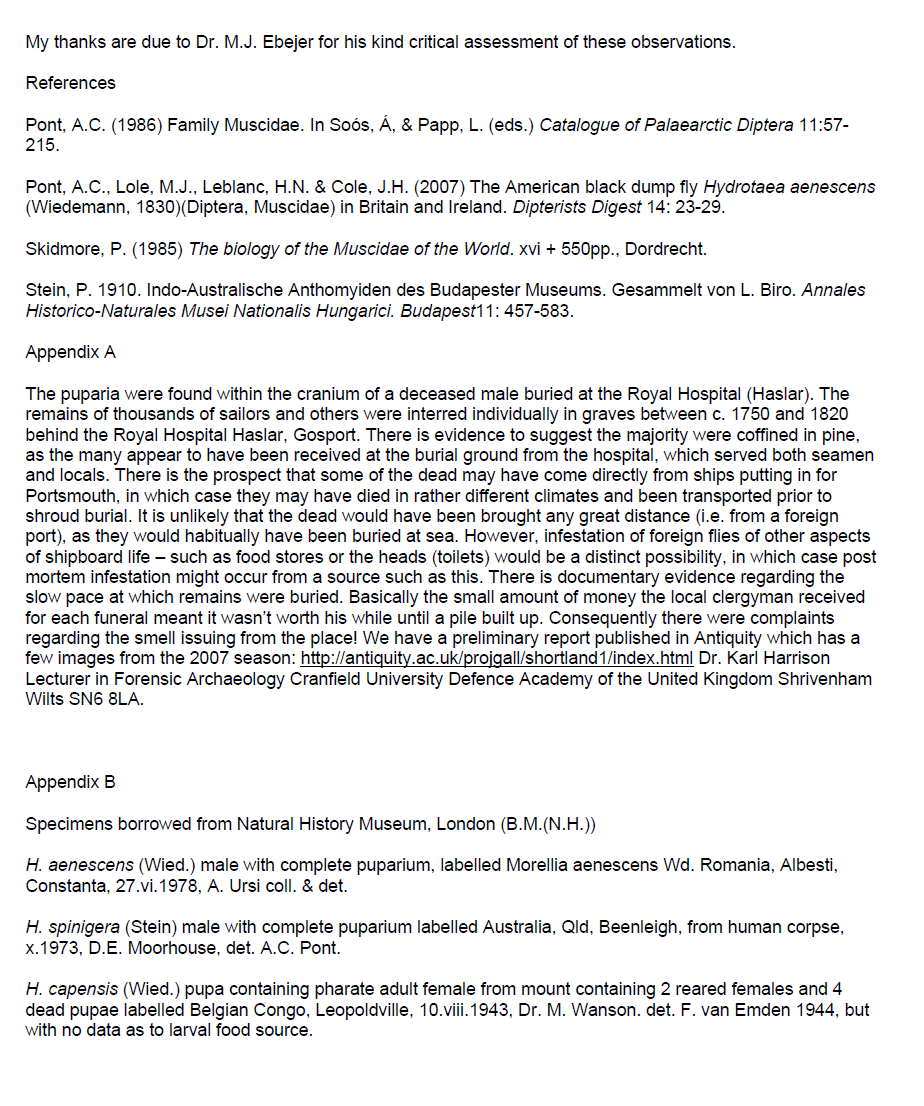 My thanks are due to Dr. M.J. Ebejer for his kind critical assessment of these observations.
References
Pont, A.C. (1986) Family Muscidae. In Soós, Á, & Papp, L. (eds.) Catalogue of Palaearctic Diptera 11:57-
215.
Pont, A.C., Lole, M.J., Leblanc, H.N. & Cole, J.H. (2007) The American black dump fly Hydrotaea aenescens
(Wiedemann, 1830)(Diptera, Muscidae) in Britain and Ireland. Dipterists Digest 14: 23-29.
Skidmore, P. (1985) The biology of the Muscidae of the World. xvi + 550pp., Dordrecht.
Stein, P. 1910. Indo-Australische Anthomyiden des Budapester Museums. Gesammelt von L. Biro. Annales
Historico-Naturales Musei Nationalis Hungarici. Budapest11: 457-583.
Appendix A
The puparia were found within the cranium of a deceased male buried at the Royal Hospital (Haslar). The
remains of thousands of sailors and others were interred individually in graves between c. 1750 and 1820
behind the Royal Hospital Haslar, Gosport. There is evidence to suggest the majority were coffined in pine,
as the many appear to have been received at the burial ground from the hospital, which served both seamen
and locals. There is the prospect that some of the dead may have come directly from ships putting in for
Portsmouth, in which case they may have died in rather different climates and been transported prior to
shroud burial. It is unlikely that the dead would have been brought any great distance (i.e. from a foreign
port), as they would habitually have been buried at sea. However, infestation of foreign flies of other aspects
of shipboard life – such as food stores or the heads (toilets) would be a distinct possibility, in which case post
mortem infestation might occur from a source such as this. There is documentary evidence regarding the
slow pace at which remains were buried. Basically the small amount of money the local clergyman received
for each funeral meant it wasn't worth his while until a pile built up. Consequently there were complaints
regarding the smell issuing from the place! We have a preliminary report published in Antiquity which has a
few images from the 2007 season: http://antiquity.ac.uk/projgall/shortland1/index.html Dr. Karl Harrison
Lecturer in Forensic Archaeology Cranfield University Defence Academy of the United Kingdom Shrivenham
Wilts SN6 8LA.
Appendix B
Specimens borrowed from Natural History Museum, London (B.M.(N.H.))
H. aenescens (Wied.) male with complete puparium, labelled Morellia aenescens Wd. Romania, Albesti,
Constanta, 27.vi.1978, A. Ursi coll. & det.
H. spinigera (Stein) male with complete puparium labelled Australia, Qld, Beenleigh, from human corpse,
x.1973, D.E. Moorhouse, det. A.C. Pont.
H. capensis (Wied.) pupa containing pharate adult female from mount containing 2 reared females and 4
dead pupae labelled Belgian Congo, Leopoldville, 10.viii.1943, Dr. M. Wanson. det. F. van Emden 1944, but
with no data as to larval food source.